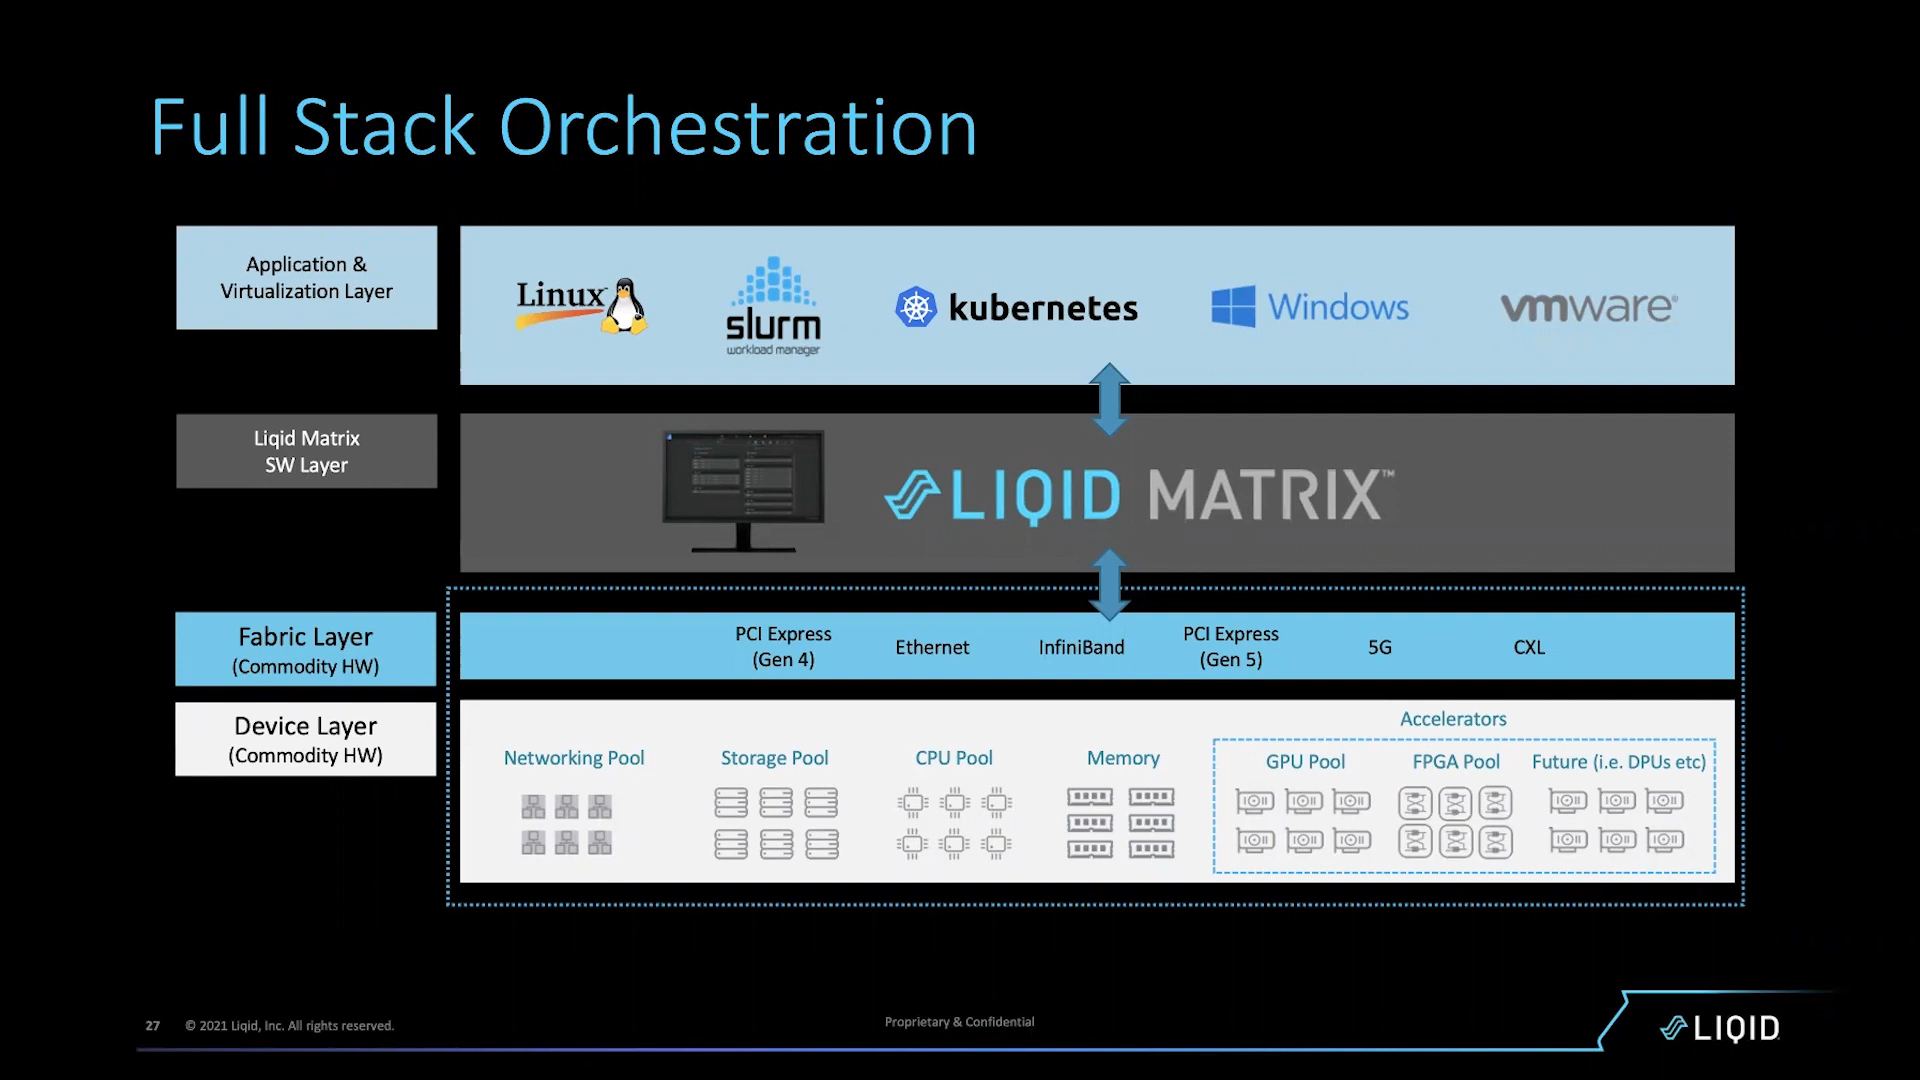 Full Stack Orchestration
Application &
Virtualization Layer
Linux
slurm
workload manager
kubernetes
Windows
vmware®
Liqid Matrix
SW Layer
LIQID MATRIX™
Fabric Layer
(Commodity HW)
PCI Express
(Gen 4)
Ethernet
InfiniBand
PCI Express
(Gen 5)
5G
CXL
Device Layer
(Commodity HW)
Networking Pool
Storage Pool
CPU Pool
Memory
Accelerators
GPU Pool
FPGA Pool
Future (i.e. DPUs etc)
27
© 2021 Liqid, Inc. All rights reserved.
Proprietary & Confidential
LIQID